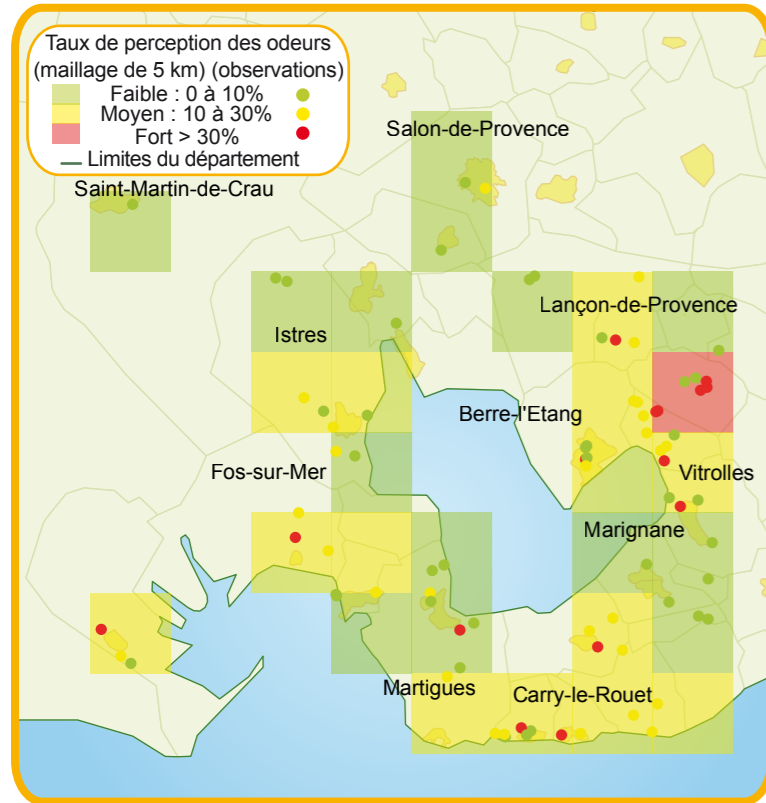 Taux de perception des odeurs
(maillage de 5 km) (observations)
Faible : 0 à 10%
Moyen : 10 à 30%
Fort > 30%
Limites du département
Salon-de-Provence
Saint-Martin-de-Crau
Lançon-de-Provence
Istres
Berre-l'Etang
Fos-sur-Mer
Vitrolles
Marignane
Martigues
Carry-le-Rouet